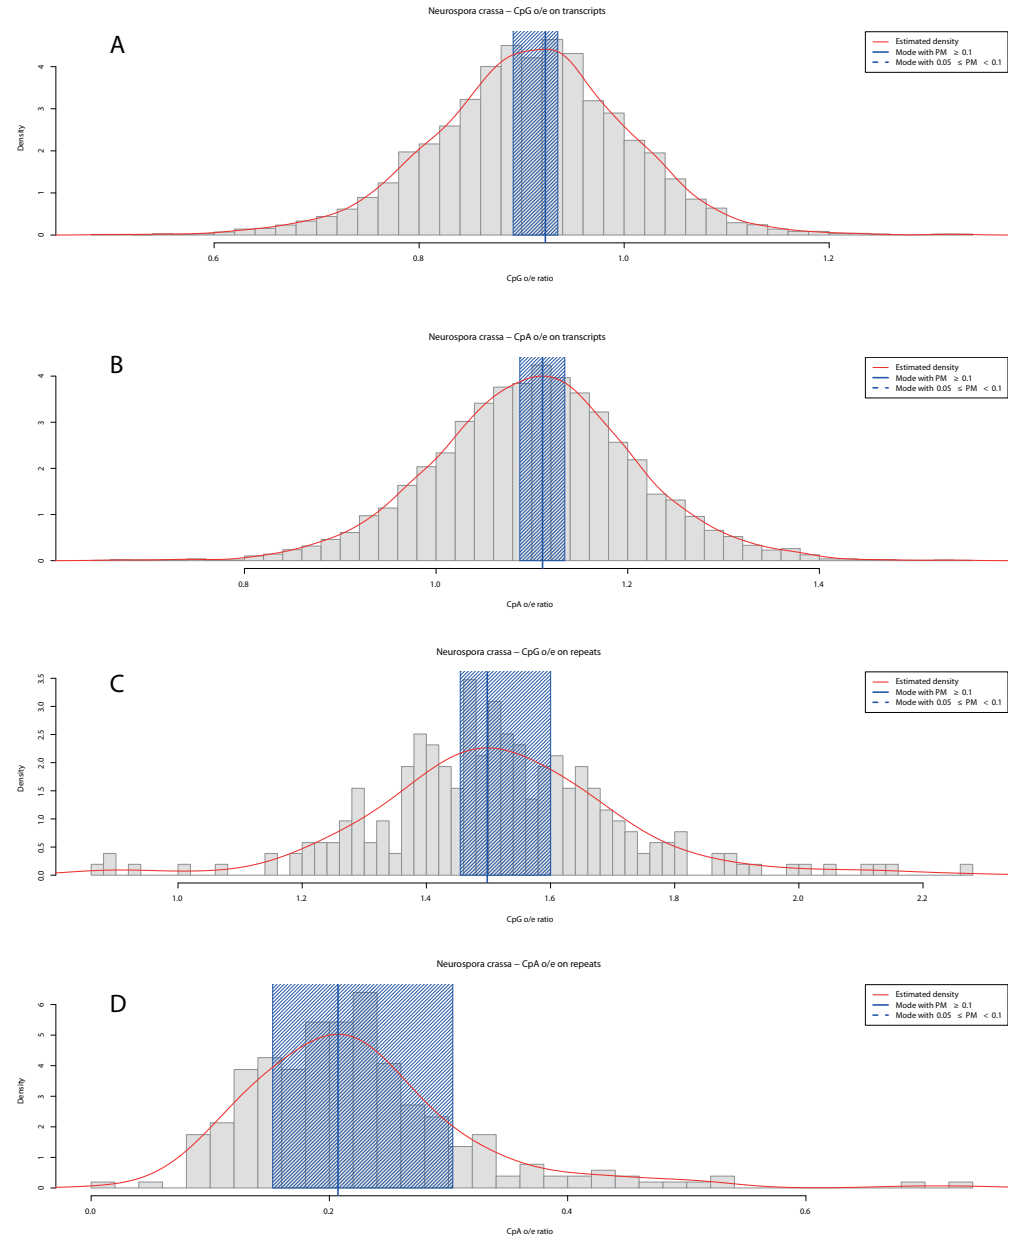 Neurospora crassa – CpG o/e on transcripts
A
Estimated density
Mode with PM ≥ 0.1
Mode with 0.05 ≤ PM < 0.1
Density
0 1 2 3 4
0.6 0.8 1.0 1.2
CpG o/e ratio
Neurospora crassa – CpA o/e on transcripts
B
Estimated density
Mode with PM ≥ 0.1
Mode with 0.05 ≤ PM < 0.1
Density
0 1 2 3 4
0.8 1.0 1.2 1.4
CpA o/e ratio
Neurospora crassa – CpG o/e on repeats
C
Estimated density
Mode with PM ≥ 0.1
Mode with 0.05 ≤ PM < 0.1
Density
0.0 0.5 1.0 1.5 2.0 2.5 3.0 3.5
1.0 1.2 1.4 1.6 1.8 2.0 2.2
CpG o/e ratio
Neurospora crassa – CpA o/e on repeats
D
Estimated density
Mode with PM ≥ 0.1
Mode with 0.05 ≤ PM < 0.1
Density
0 1 2 3 4 5 6
0.0 0.2 0.4 0.6
CpA o/e ratio